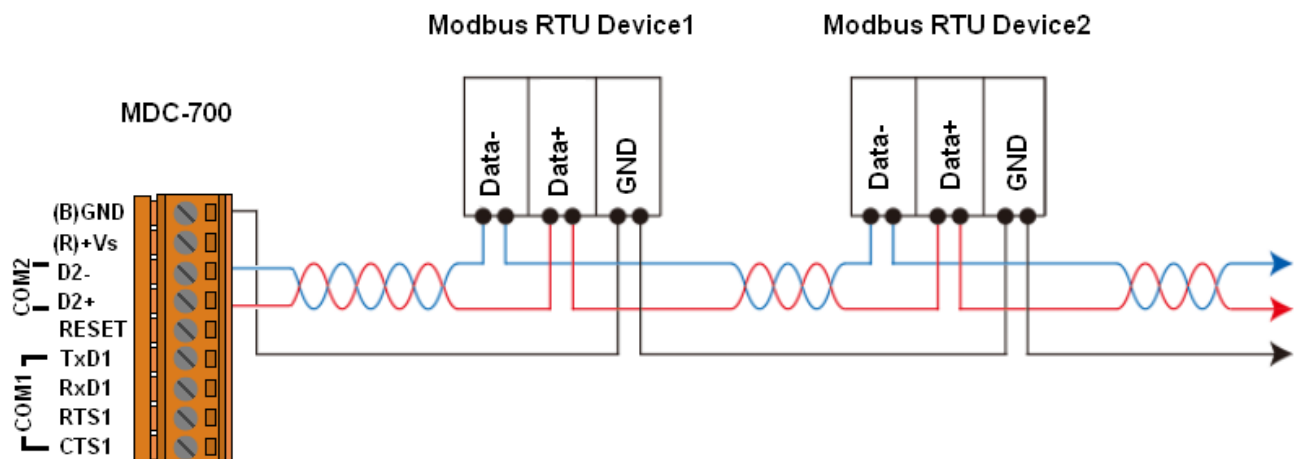 Modbus RTU Device1
Modbus RTU Device2
MDC-700
Data-
Data+
GND
Data-
Data+
GND
(B)GND
(R)+Vs
COM2
D2-
D2+
RESET
COM1
TxD1
RxD1
RTS1
CTS1